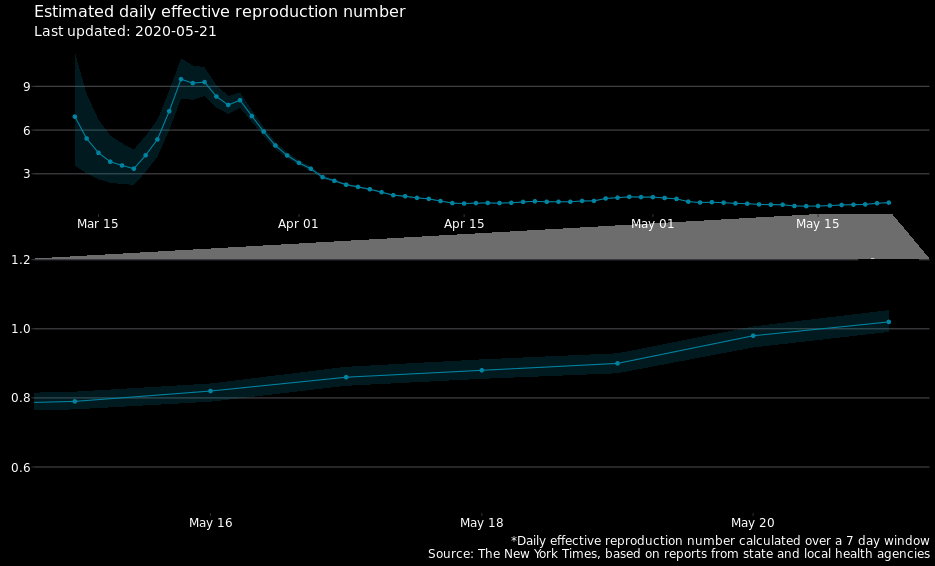 Estimated daily effective reproduction number
Last updated: 2020-05-21
9
6
3
Mar 15 Apr 01 Apr 15 May 01 May 15
1.2
1.0
0.8
0.6
May 16 May 18 May 20
*Daily effective reproduction number calculated over a 7 day window
Source: The New York Times, based on reports from state and local health agencies